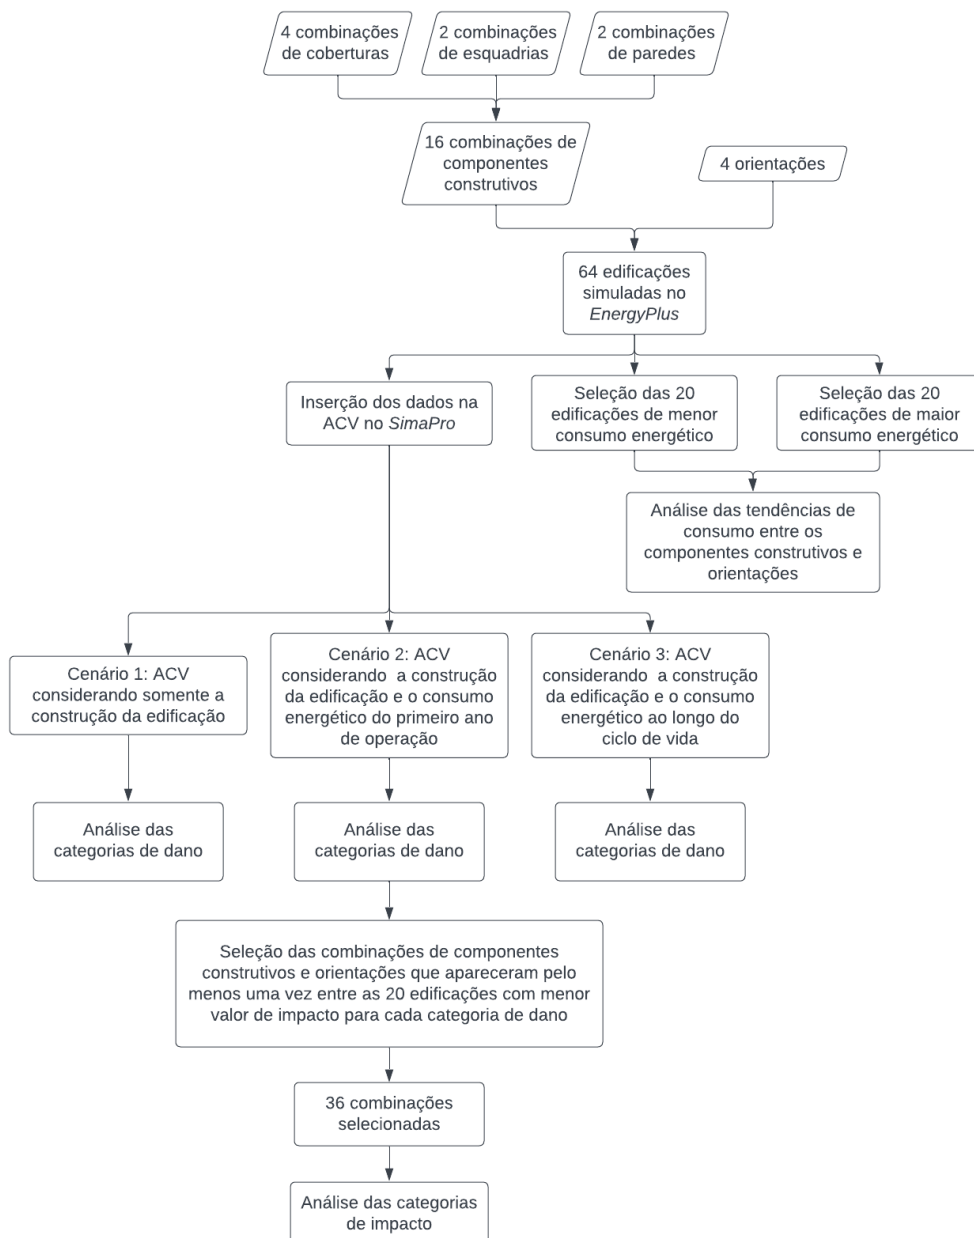 4 combinações
de coberturas
2 combinações
de esquadrias
2 combinações
de paredes
16 combinações de
componentes
construtivos
4 orientações
64 edificações
simuladas no
EnergyPlus
Inserção dos dados na
ACV no SimaPro
Seleção das 20
edificações de menor
consumo energético
Seleção das 20
edificações de maior
consumo energético
Análise das tendências de
consumo entre os
componentes construtivos e
orientações
Cenário 1: ACV
considerando somente a
construção da edificação
Cenário 2: ACV
considerando a construção
da edificação e o consumo
energético do primeiro ano
de operação
Cenário 3: ACV
considerando a construção
da edificação e o consumo
energético ao longo do
ciclo de vida
Análise das
categorias de dano
Análise das
categorias de dano
Análise das
categorias de dano
Seleção das combinações de componentes
construtivos e orientações que apareceram pelo
menos uma vez entre as 20 edificações com menor
valor de impacto para cada categoria de dano
36 combinações
selecionadas
Análise das categorias
de impacto